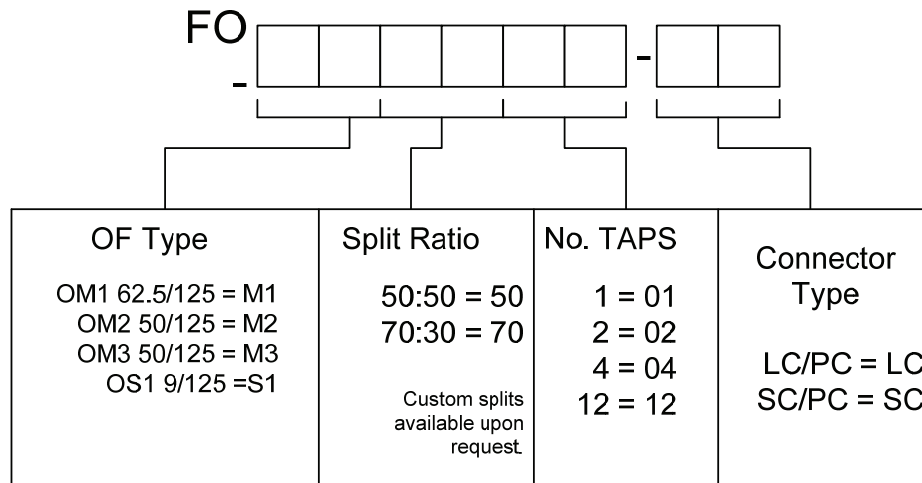 FO
- -
OF Type
OM1 62.5/125 = M1
OM2 50/125 = M2
OM3 50/125 = M3
OS1 9/125 =S1
Split Ratio
50:50 = 50
70:30 = 70
Custom splits
available upon
request.
No. TAPS
1 = 01
2 = 02
4 = 04
12 = 12
Connector
Type
LC/PC = LC
SC/PC = SC